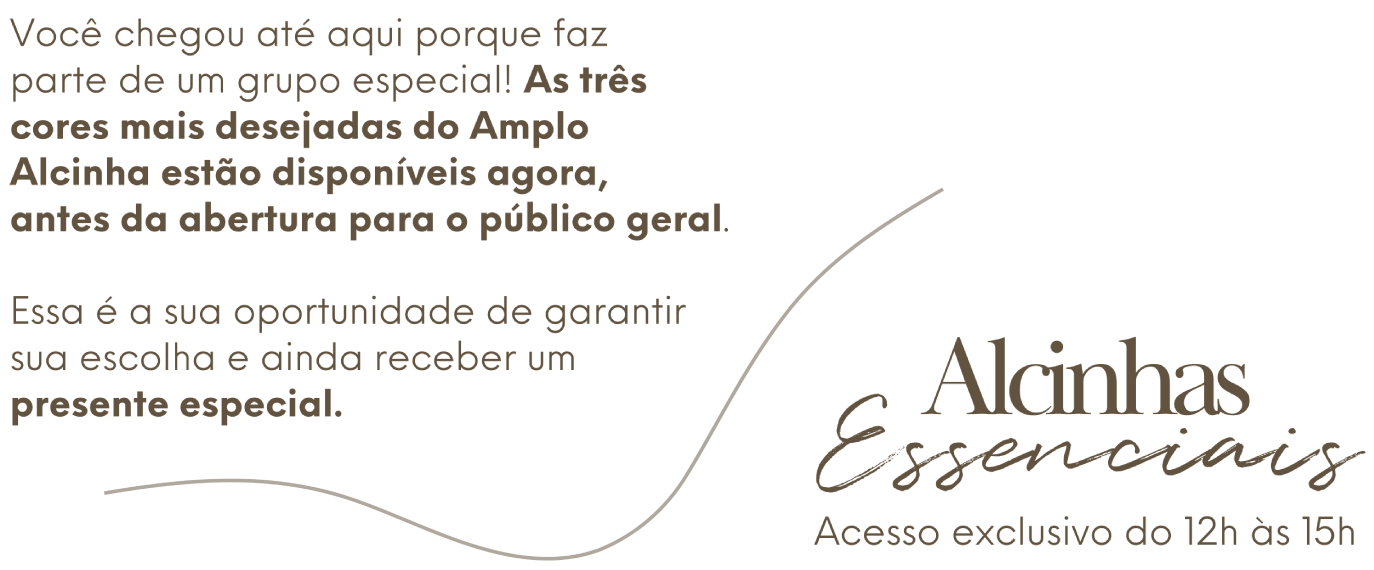 Você chegou até aqui porque faz
parte de um grupo especial! As três
cores mais desejadas do Amplo
Alcinha estão disponíveis agora,
antes da abertura para o público geral.
Essa é a sua oportunidade de garantir
sua escolha e ainda receber um
presente especial.
Alcinhas
Essenciais
Acesso exclusivo do 12h às 15h